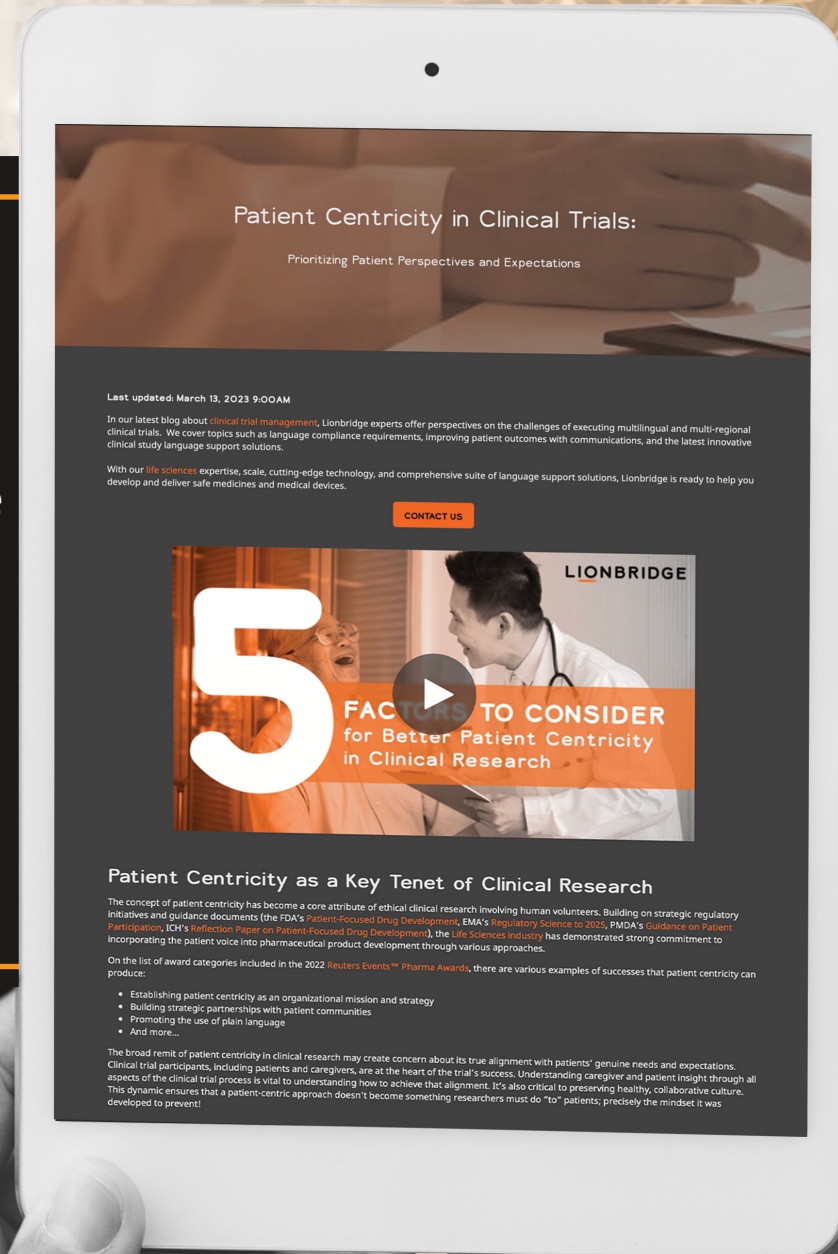 Patient Centricity in Clinical Trials:
Prioritizing Patient Perspectives and Expectations
Last updated: March 13, 2023 9:00AM
In our latest blog about clinical trial management, Lionbridge experts offer perspectives on the challenges of executing multilingual and multi-regional
clinical trials. We cover topics such as language compliance requirements, improving patient outcomes with communications, and the latest innovative
clinical study language support solutions.
With our life sciences expertise, scale, cutting-edge technology, and comprehensive suite of language support solutions, Lionbridge is ready to help you
develop and deliver safe medicines and medical devices.
CONTACT US
LIONBRIDGE
5
FACTORS TO CONSIDER
for Better Patient Centricity
in Clinical Research
Patient Centricity as a Key Tenet of Clinical Research
The concept of patient centricity has become a core attribute of ethical clinical research involving human volunteers. Building on strategic regulatory
initiatives and guidance documents (the FDA's Patient-Focused Drug Development, EMA's Regulatory Science to 2025, PMDA's Guidance on Patient
Participation, ICH's Reflection Paper on Patient-Focused Drug Development), the Life Sciences industry has demonstrated strong commitment to
incorporating the patient voice into pharmaceutical product development through various approaches.
On the list of award categories included in the 2022 Reuters Events™ Pharma Awards, there are various examples of successes that patient centricity can
produce:
• Establishing patient centricity as an organizational mission and strategy
• Building strategic partnerships with patient communities
• Promoting the use of plain language
• And more...
The broad remit of patient centricity in clinical research may create concern about its true alignment with patients' genuine needs and expectations.
Clinical trial participants, including patients and caregivers, are at the heart of the trial's success. Understanding caregiver and patient insight through all
aspects of the clinical trial process is vital to understanding how to achieve that alignment. It's also critical to preserving healthy, collaborative culture.
This dynamic ensures that a patient-centric approach doesn't become something researchers must do "to" patients; precisely the mindset it was
developed to prevent!